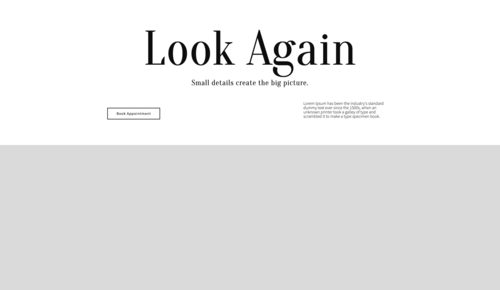 Look Again
Small details create the big picture.
Book Appointment
Lorem Ipsum has been the industry's standard
dummy text ever since the 1500s, when an
unknown printer took a galley of type and
scrambled it to make a type specimen book.